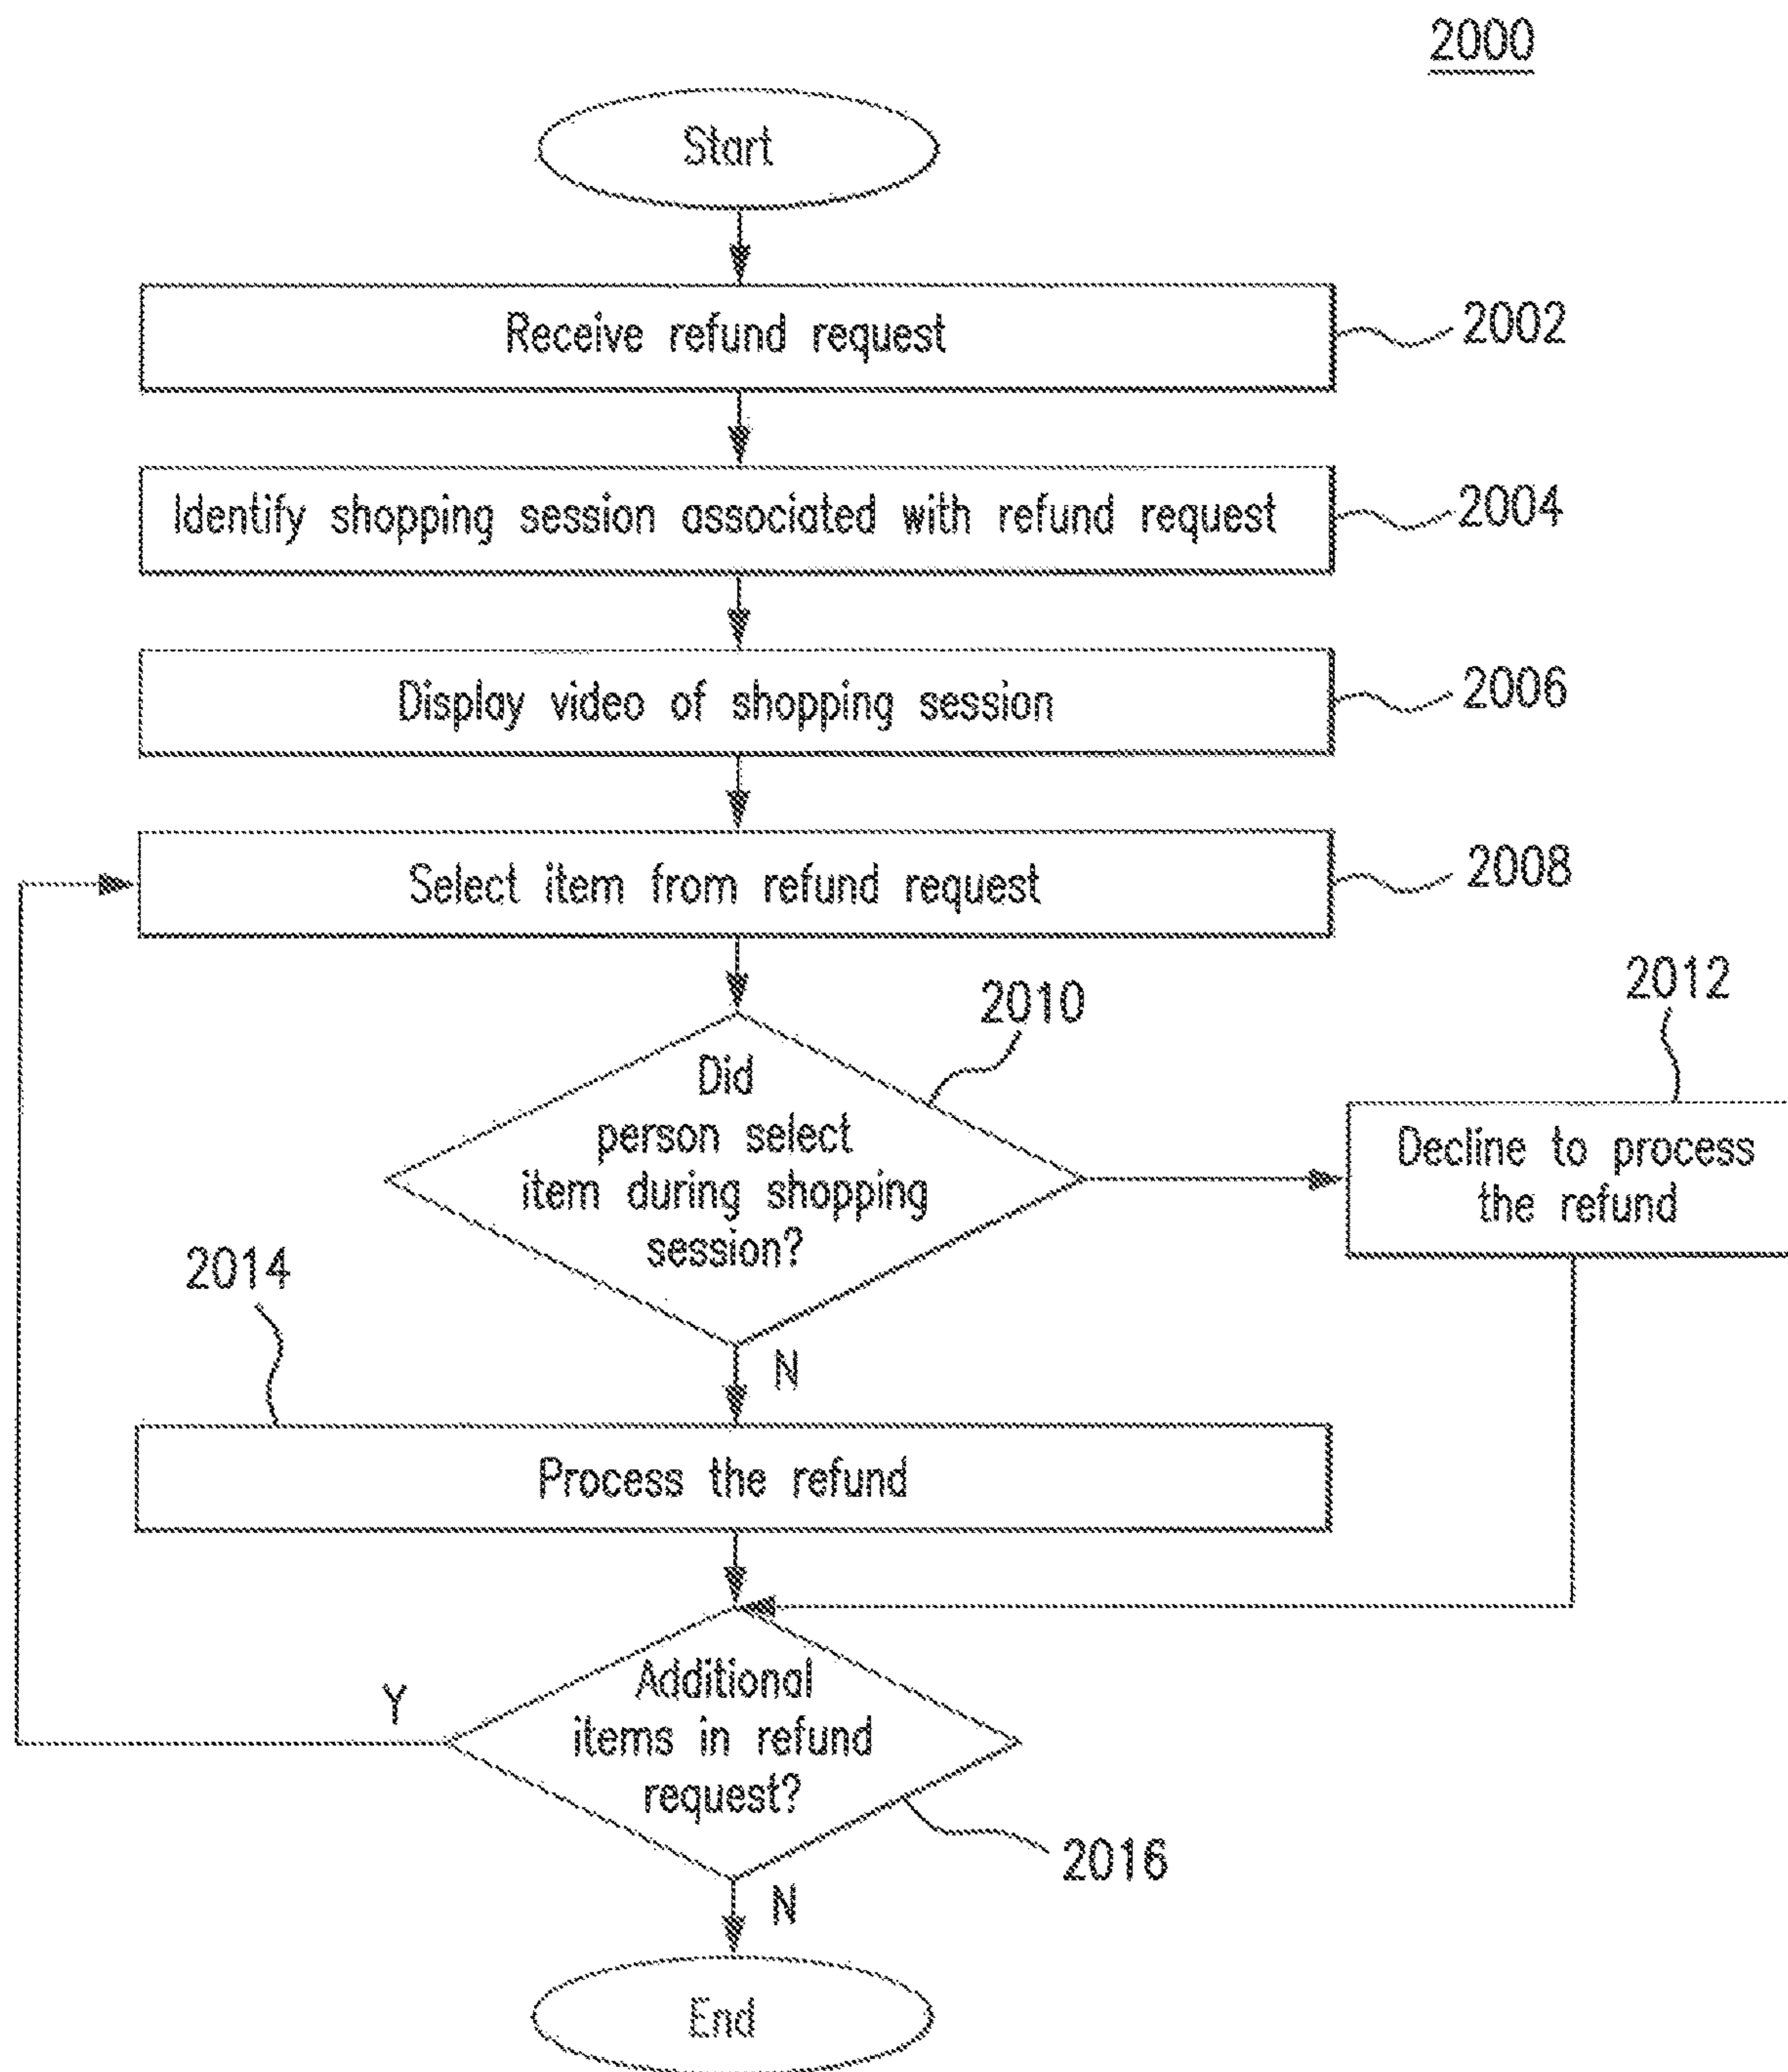 2000
Start
Receive refund request
2002
Identify shopping session associated with refund request
2004
Display video of shopping session
2006
Select item from refund request
2008
2010
Did
person select
item during shopping
session?
2012
Decline to process
the refund
N
2014
Process the refund
Additional
items in refund
request?
Y
2016
N
End